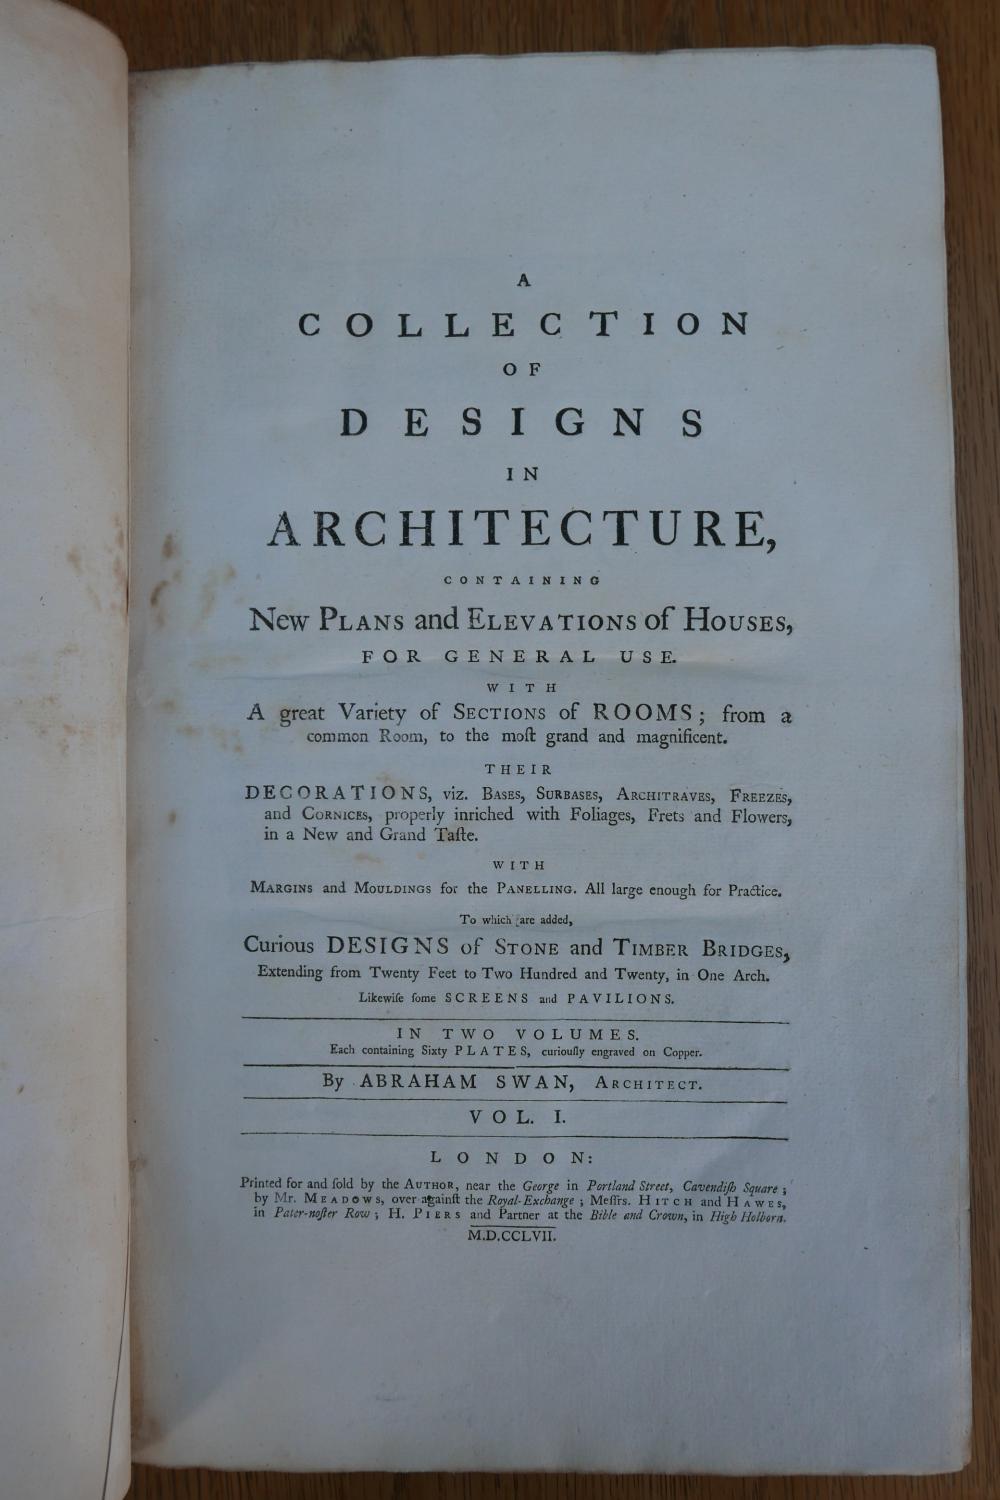 A
COLLECTION
OF
DESIGNS
IN
ARCHITECTURE,
CONTAINING
New PLANS and ELEVATIONS of HOUSES,
FOR GENERAL USE.
WITH
A great Variety of SECTIONS of ROOMS; from a
common Room, to the moſt grand and magnificent.
THEIR
DECORATIONS, viz. BASES, SURBASES, ARCHITRAVES, FREEZES,
and CORNICES, properly inriched with Foliages, Frets and Flowers,
in a New and Grand Taſte.
WITH
MARGINS and MOULDINGS for the PANELLING. All large enough for Practice.
To which are added,
Curious DESIGNS of STONE and TIMBER BRIDGES,
Extending from Twenty Feet to Two Hundred and Twenty, in One Arch.
Likewiſe ſome SCREENS and PAVILIONS.
IN TWO VOLUMES.
Each containing Sixty PLATES, curiouſly engraved on Copper.
By ABRAHAM SWAN, ARCHITECT.
VOL. I.
LONDON:
Printed for and ſold by the AUTHOR, near the George in Portland Street, Cavendiſh Square;
by Mr. MEADOWS, over againſt the Royal-Exchange; Meſſrs. HITCH and HAWES,
in Pater-noſter Row; H. PIERS and Partner at the Bible and Crown, in High Holborn.
M.D.CCLVII.